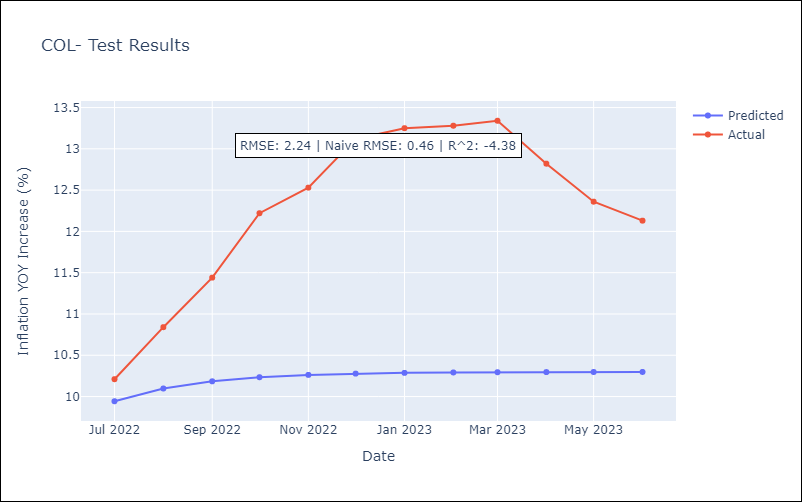 COL- Test Results
Predicted
Actual
RMSE: 2.24 | Naive RMSE: 0.46 | R^2: -4.38
Inflation YOY Increase (%)
13.5
13
12.5
12
11.5
11
10.5
10
Jul 2022
Sep 2022
Nov 2022
Jan 2023
Mar 2023
May 2023
Date